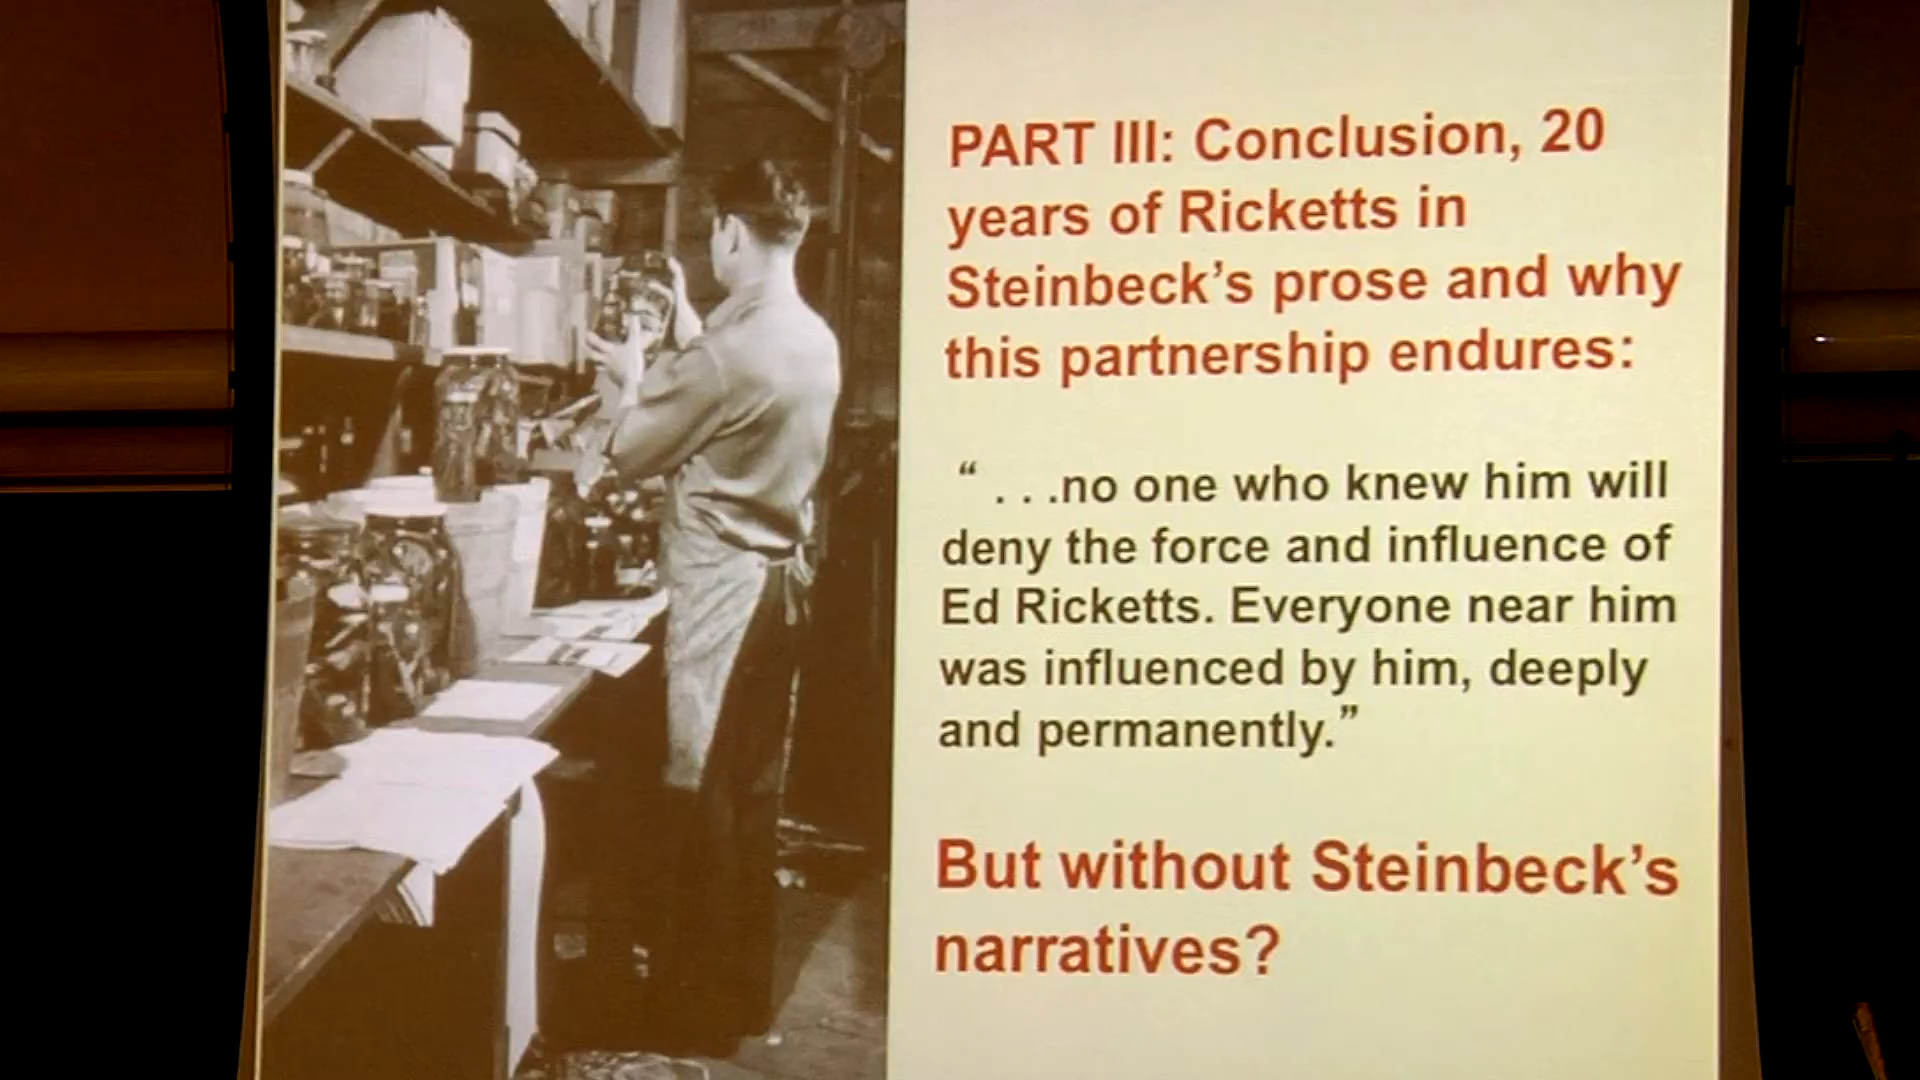 PART III: Conclusion, 20
years of Ricketts in
Steinbeck’s prose and why
this partnership endures:
“ . . .no one who knew him will
deny the force and influence of
Ed Ricketts. Everyone near him
was influenced by him, deeply
and permanently.”
But without Steinbeck’s
narratives?